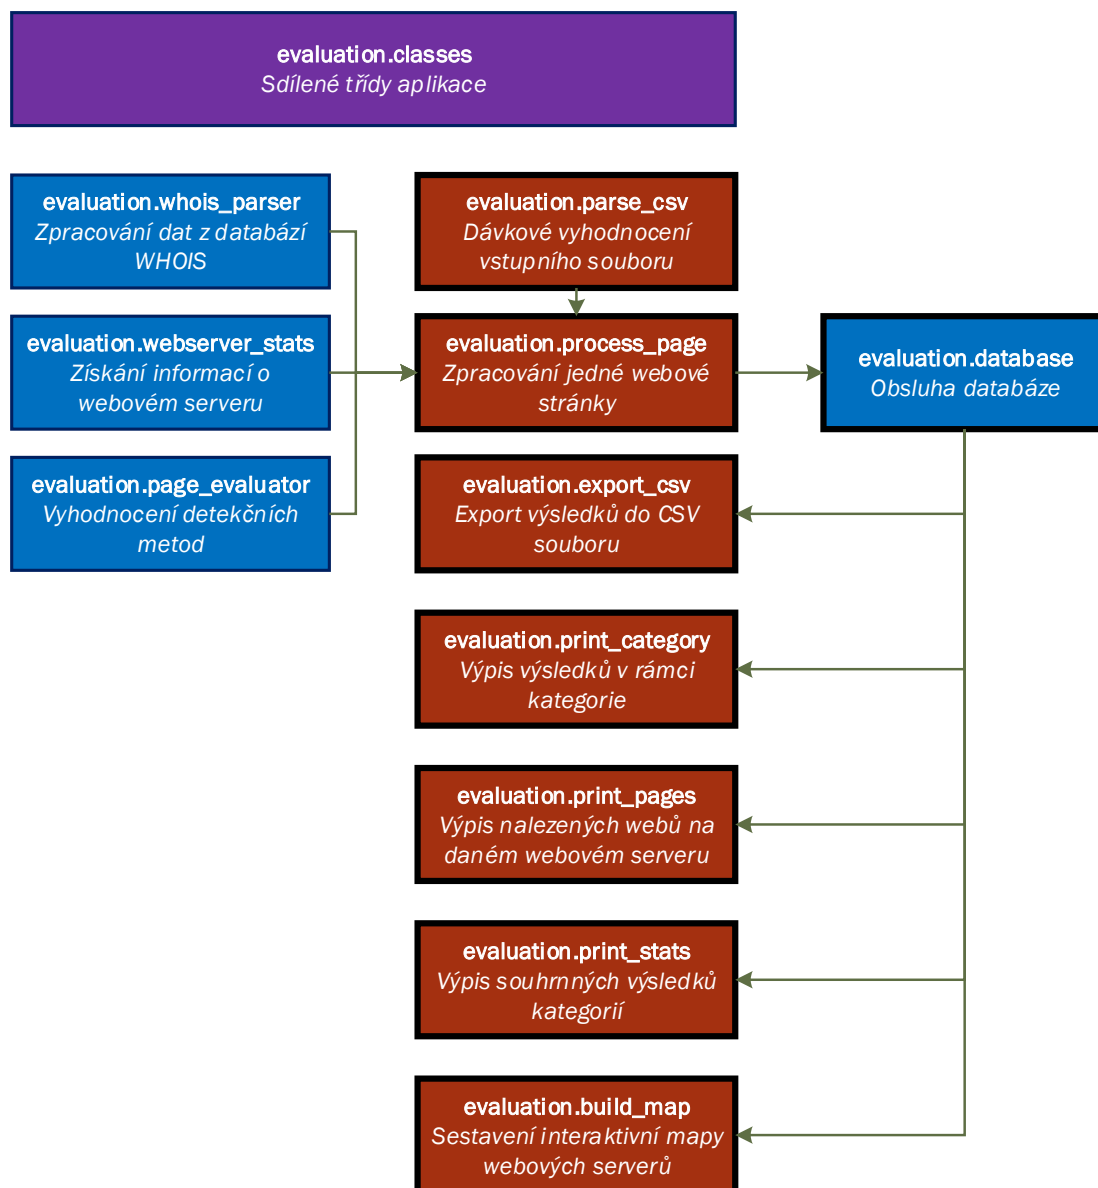 evaluation.classes
Sdílené třídy aplikace
evaluation.whois_parser
Zpracování dat z databází
WHOIS
evaluation.parse_csv
Dávkové vyhodnocení
vstupního souboru
evaluation.webserver_stats
Získání informací o
webovém serveru
evaluation.process_page
Zpracování jedné webové
stránky
evaluation.database
Obsluha databáze
evaluation.page_evaluator
Vyhodnocení detekčních
metod
evaluation.export_csv
Export výsledků do CSV
souboru
evaluation.print_category
Výpis výsledků v rámci
kategorie
evaluation.print_pages
Výpis nalezených webů na
daném webovém serveru
evaluation.print_stats
Výpis souhrnných výsledků
kategorií
evaluation.build_map
Sestavení interaktivní mapy
webových serverů